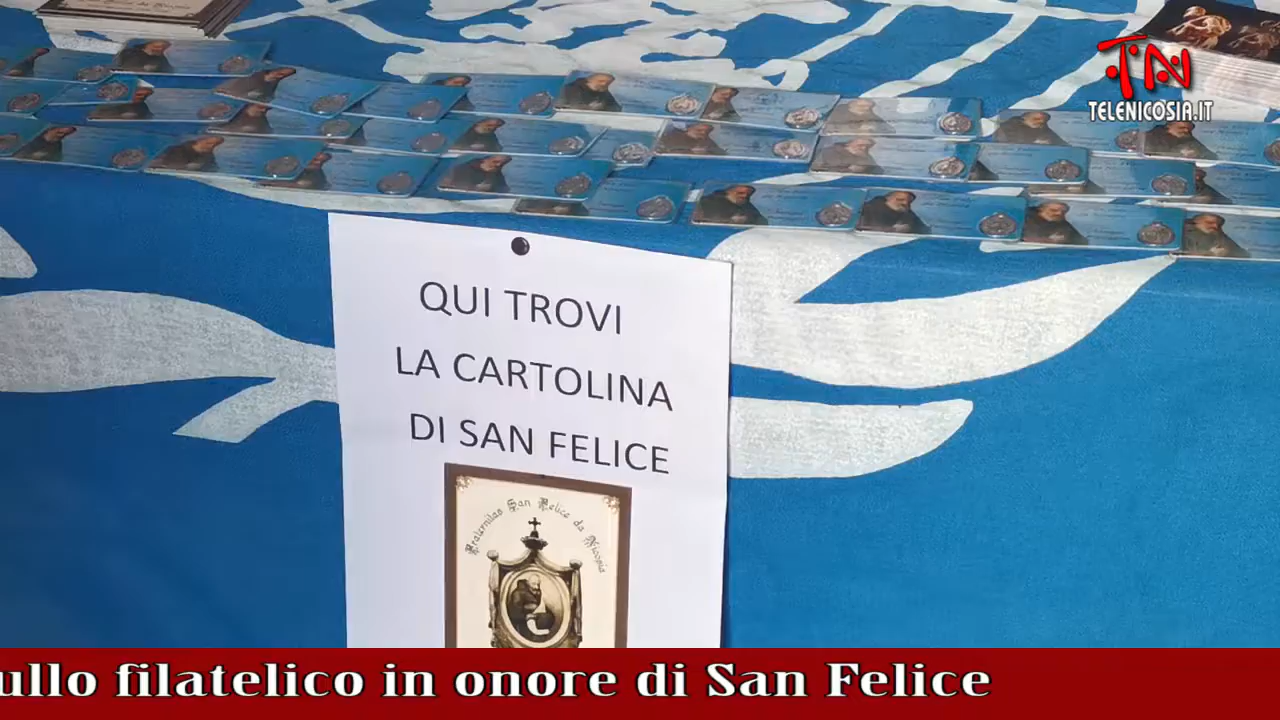 TN
TELENICOSIA.IT
QUI TROVI
LA CARTOLINA
DI SAN FELICE
Fraternitas San Felice da Nicosia
ullo filatelico in onore di San Felice